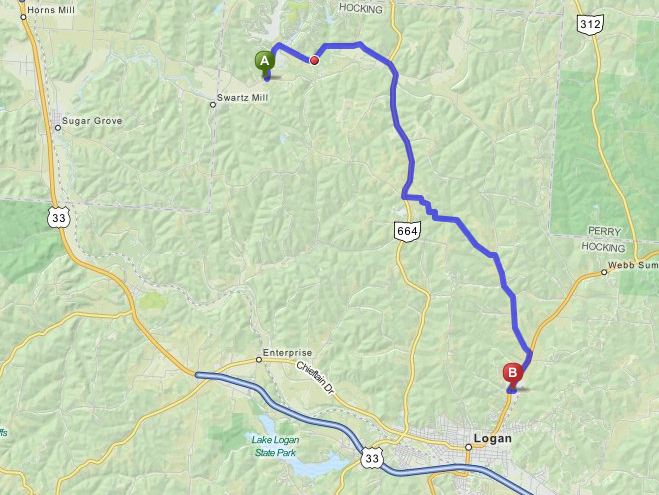 Horns Mill
HOCKING
312
A
Swartz Mill
Sugar Grove
33
664
PERRY
HOCKING
Webb Sum
Enterprise
Chieftain Dr
B
Lake Logan
State Park
Logan
33